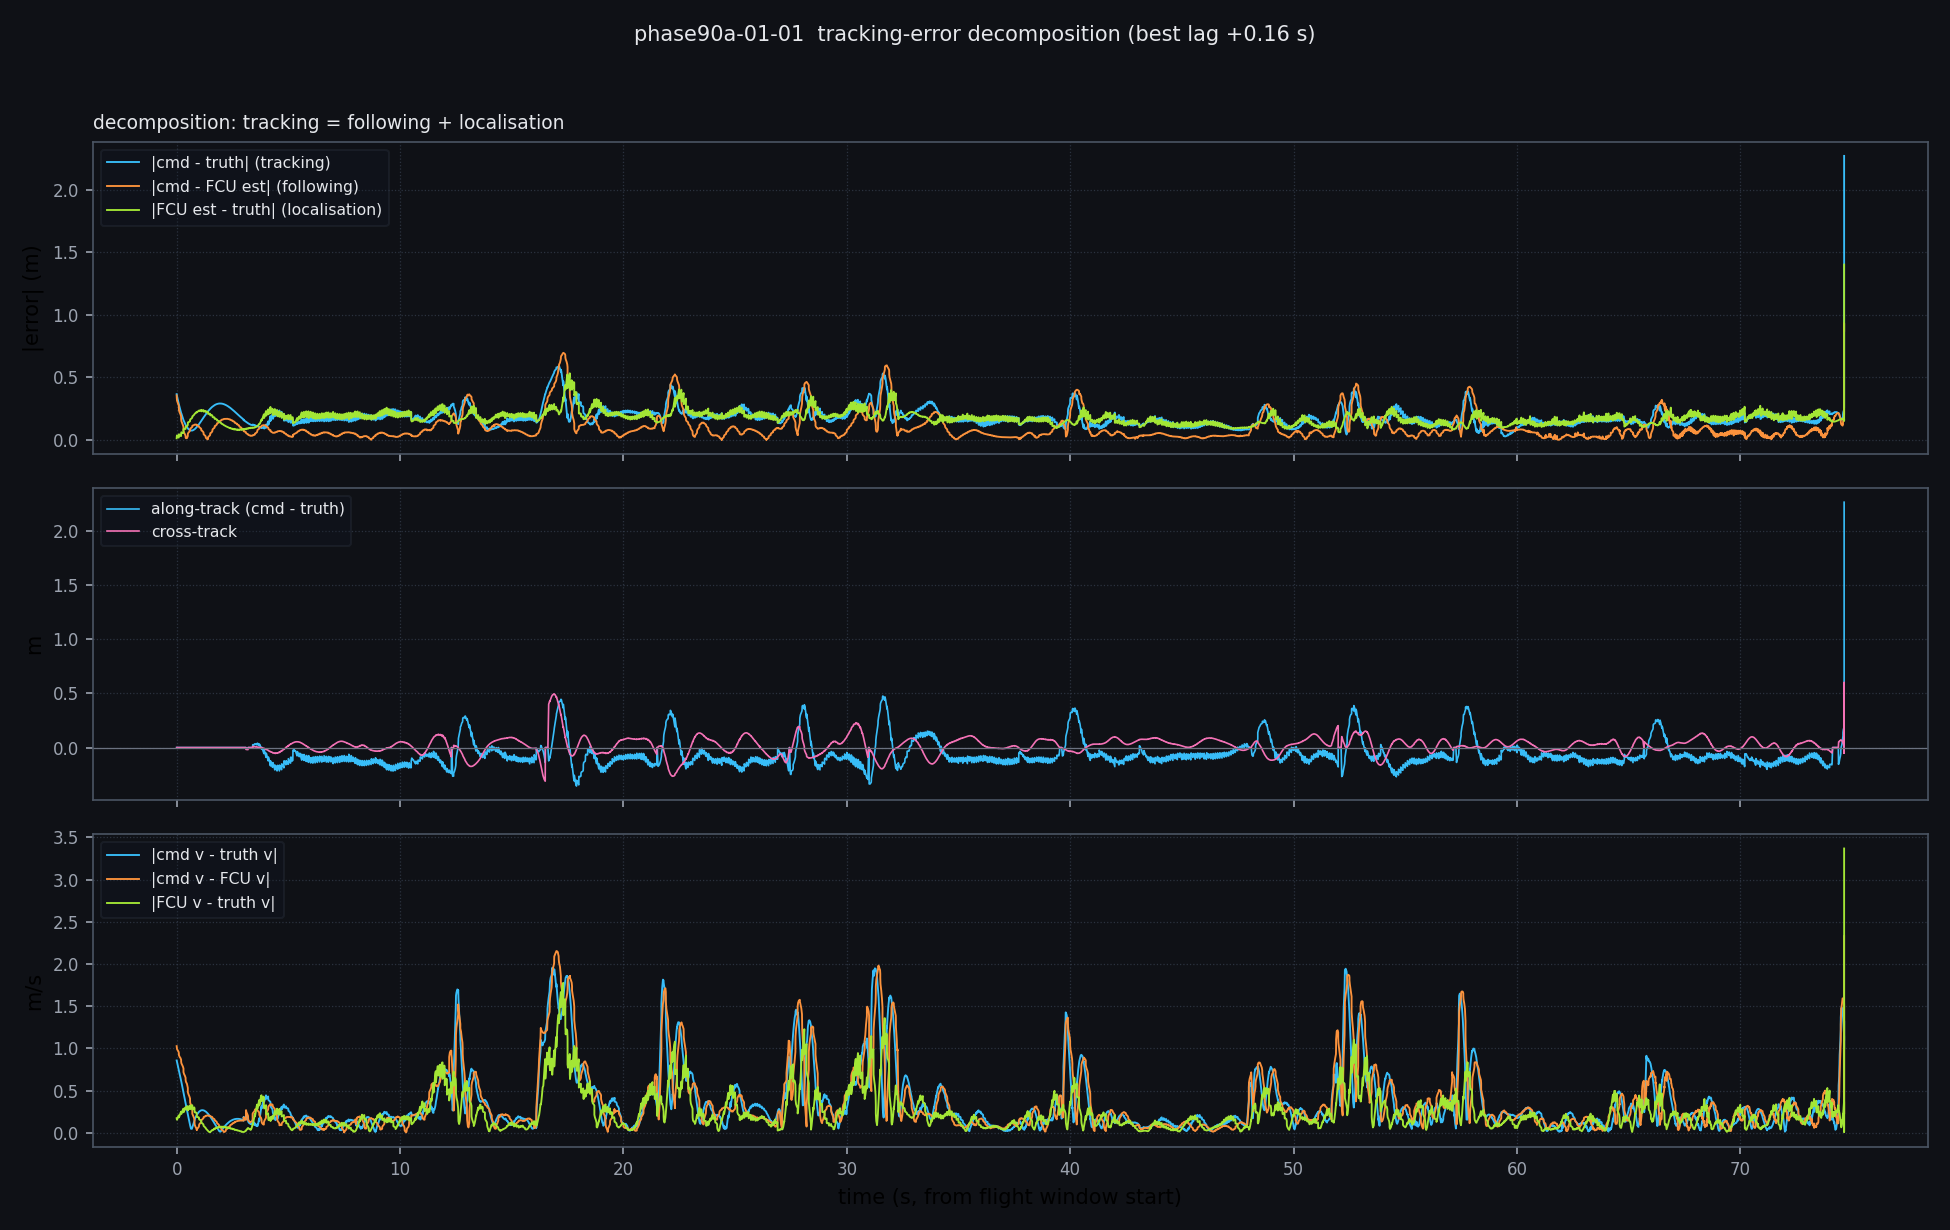 phase90a-01-01  tracking-error decomposition (best lag +0.16 s)
decomposition: tracking = following + localisation
|cmd - truth| (tracking)
|cmd - FCU est| (following)
|FCU est - truth| (localisation)
|error| (m)
2.0
1.5
1.0
0.5
0.0
along-track (cmd - truth)
cross-track
m
2.0
1.5
1.0
0.5
0.0
|cmd v - truth v|
|cmd v - FCU v|
|FCU v - truth v|
m/s
3.5
3.0
2.5
2.0
1.5
1.0
0.5
0.0
0 10 20 30 40 50 60 70
time (s, from flight window start)